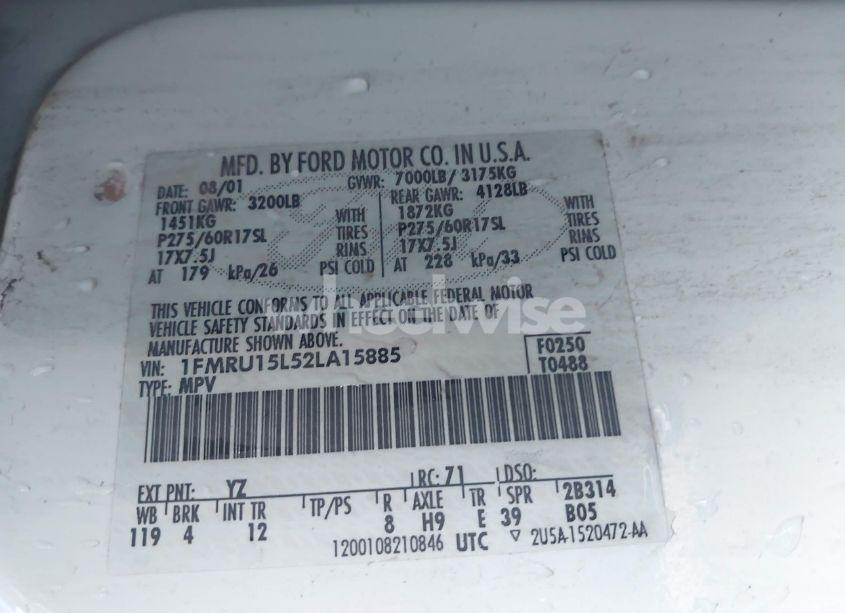 MFD. BY FORD MOTOR CO. IN U.S.A.
DATE: 08/01 GVWR: 7000LB/ 3175KG
FRONT GAWR: 3200LB REAR GAWR: 4128LB
1451KG WITH 1872KG WITH
P275/60R17SL TIRES P275/60R17SL TIRES
17X7.5J RIMS 17X7.5J RIMS
AT 179 kPa/26 PSI COLD AT 228 kPa/33 PSI COLD
THIS VEHICLE CONFORMS TO ALL APPLICABLE FEDERAL MOTOR
VEHICLE SAFETY STANDARDS IN EFFECT ON THE DATE OF
MANUFACTURE SHOWN ABOVE.
VIN: 1FMRU15L52LA15885 F0250
TYPE: MPV T0488
EXT PNT: YZ RC: 71 DSO:
WB BRK INT TR TP/PS R AXLE TR SPR 2B314
119 4 12 8 H9 E 39 B05
1200108210846 UTC ▽ 2U5A-1520472-AA